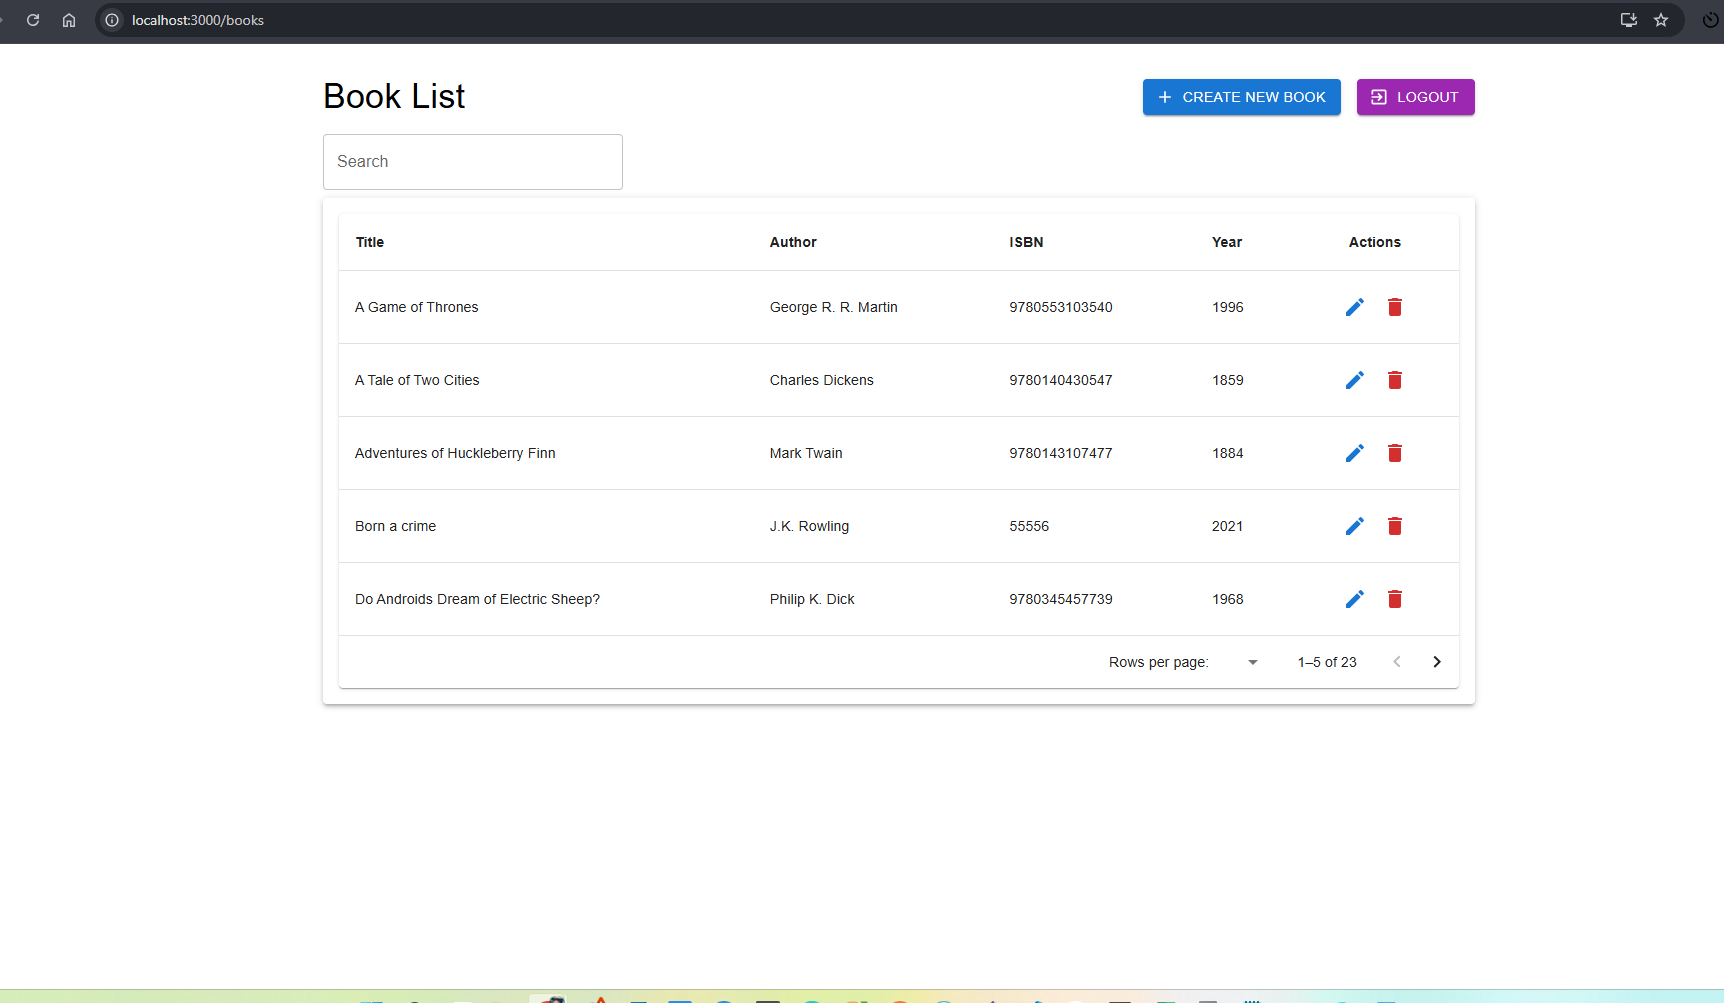 localhost:3000/books
Book List
CREATE NEW BOOK
LOGOUT
Search
Title Author ISBN Year Actions
A Game of Thrones George R. R. Martin 9780553103540 1996
A Tale of Two Cities Charles Dickens 9780140430547 1859
Adventures of Huckleberry Finn Mark Twain 9780143107477 1884
Born a crime J.K. Rowling 55556 2021
Do Androids Dream of Electric Sheep? Philip K. Dick 9780345457739 1968
Rows per page: 1–5 of 23